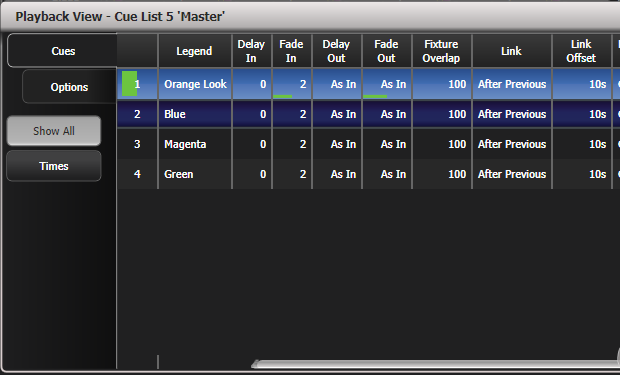 Playback View - Cue List 5 'Master'
Cues
Options
Show All
Times
Legend Delay In Fade In Delay Out Fade Out Fixture Overlap Link Link Offset
1 Orange Look 0 2 As In As In 100 After Previous 10s
2 Blue 0 2 As In As In 100 After Previous 10s
3 Magenta 0 2 As In As In 100 After Previous 10s
4 Green 0 2 As In As In 100 After Previous 10s